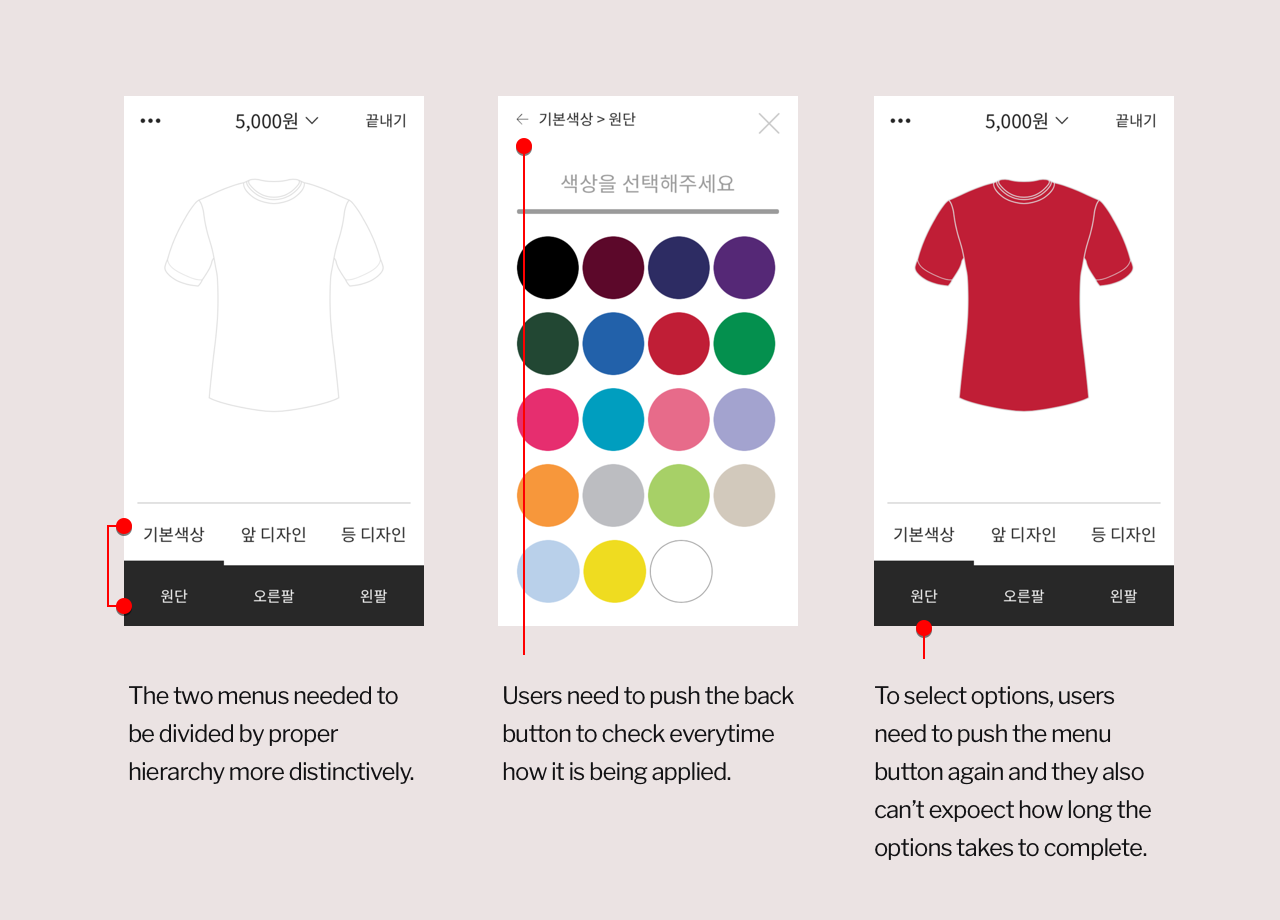 •••
5,000원
끝내기
기본색상
앞 디자인
등 디자인
원단
오른팔
왼팔
The two menus needed to
be divided by proper
hierarchy more distinctively.
← 기본색상 > 원단
색상을 선택해주세요
Users need to push the back
button to check everytime
how it is being applied.
•••
5,000원
끝내기
기본색상
앞 디자인
등 디자인
원단
오른팔
왼팔
To select options, users
need to push the menu
button again and they also
can’t expoect how long the
options takes to complete.